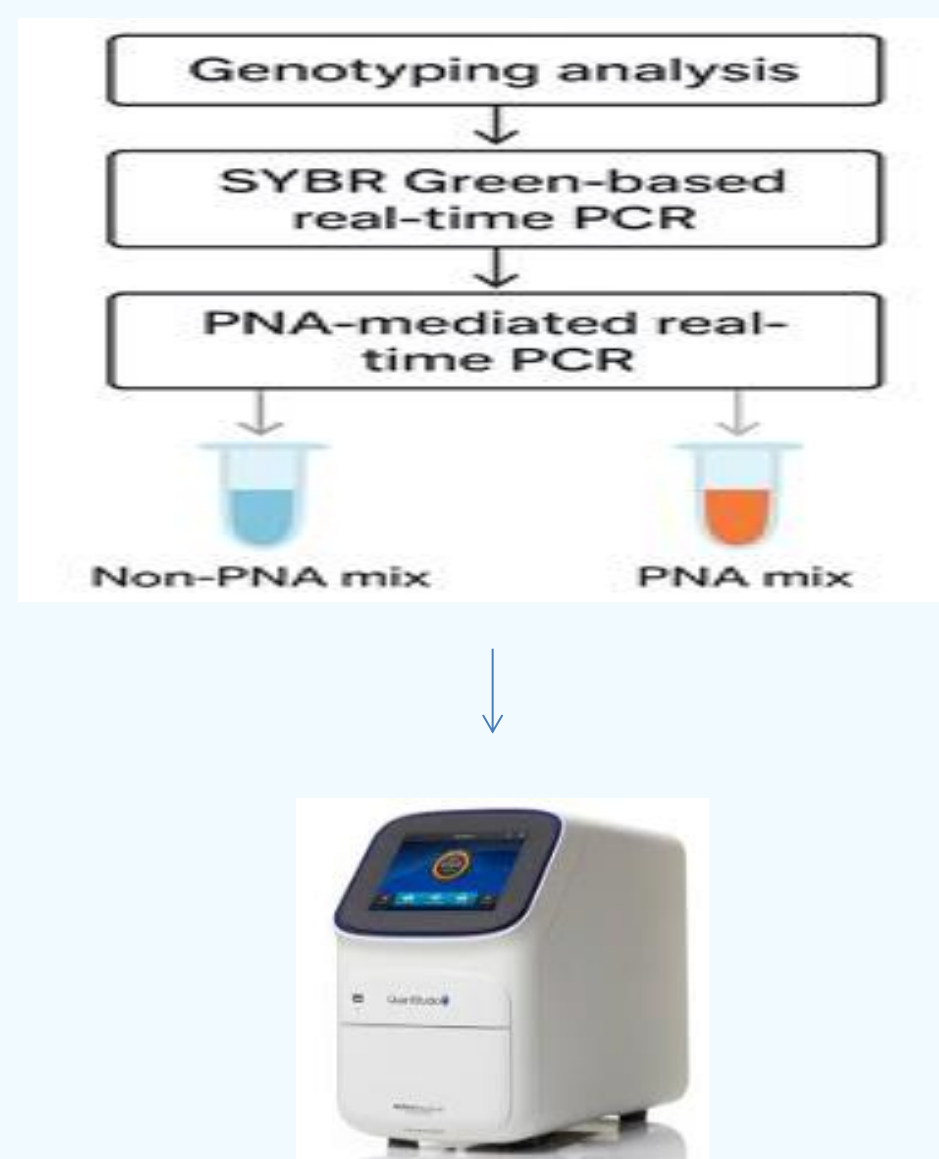 Genotyping analysis
SYBR Green-based
real-time PCR
PNA-mediated real-
time PCR
Non-PNA mix
PNA mix
QuantStudio